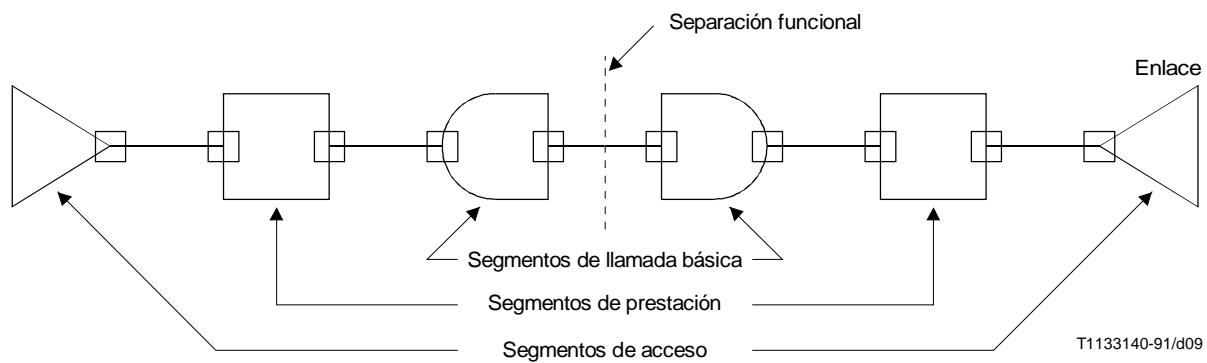 Separación funcional
Enlace
Segmentos de llamada básica
Segmentos de prestación
Segmentos de acceso
T1133140-91/d09